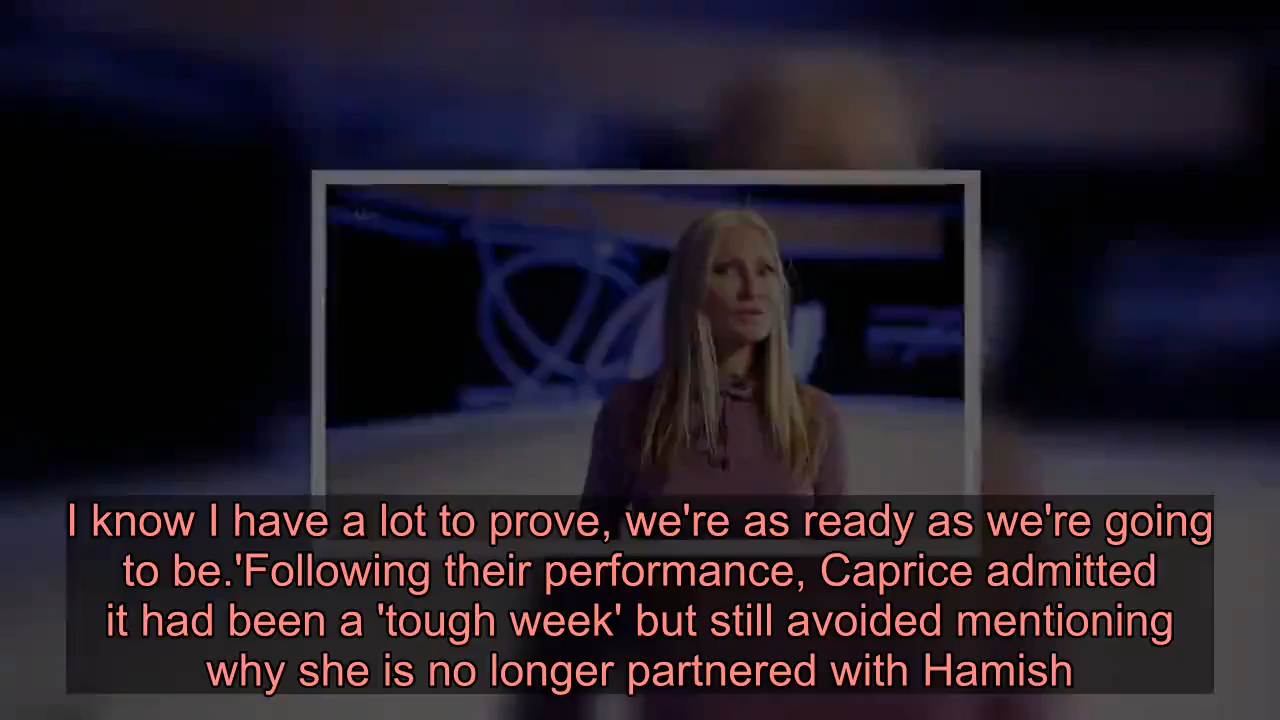 I know I have a lot to prove, we're as ready as we're going
to be.'Following their performance, Caprice admitted
it had been a 'tough week' but still avoided mentioning
why she is no longer partnered with Hamish